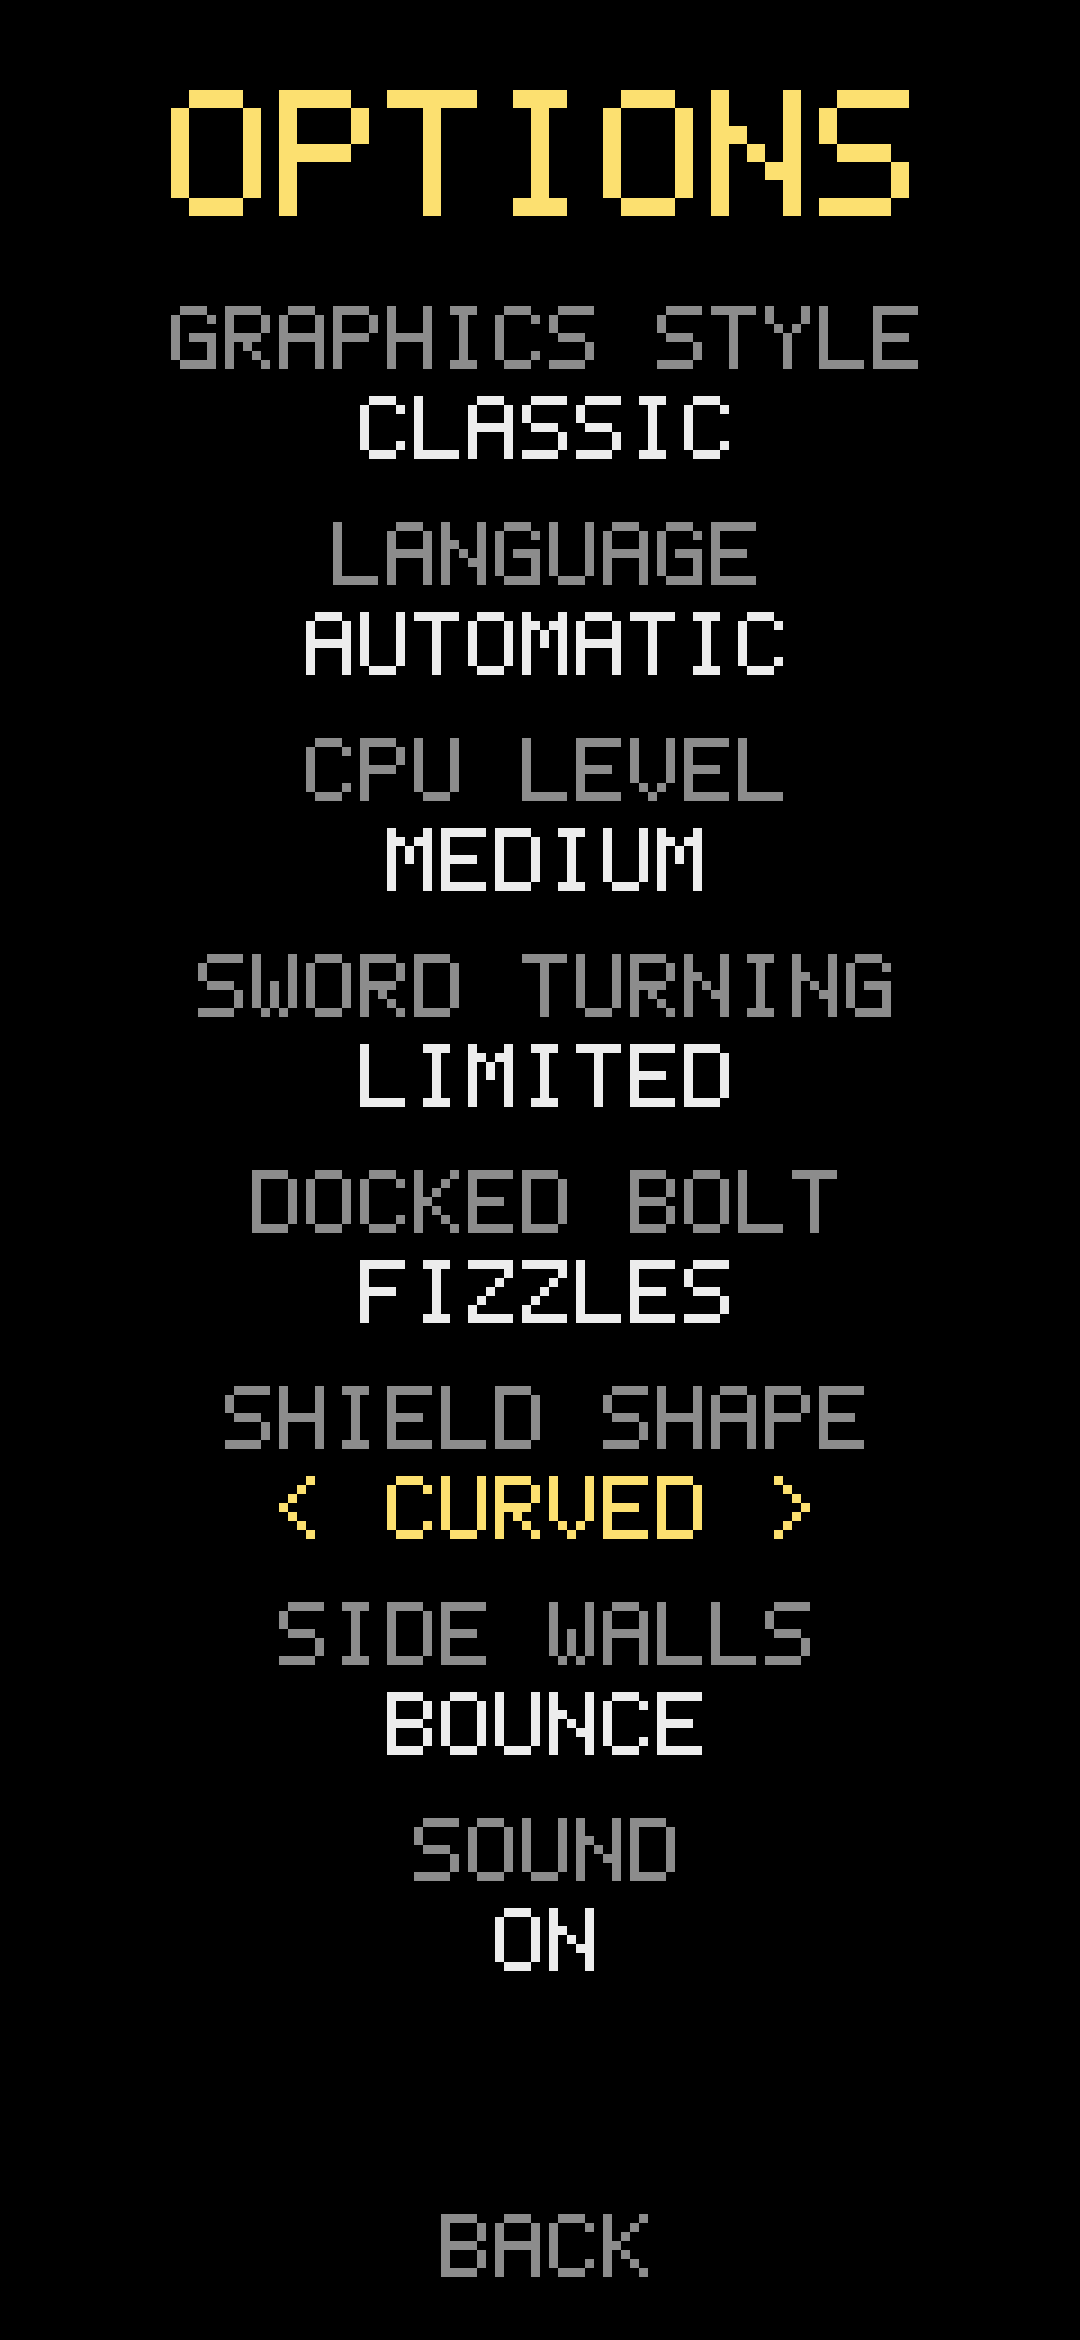 OPTIONS
GRAPHICS STYLE
CLASSIC
LANGUAGE
AUTOMATIC
CPU LEVEL
MEDIUM
SWORD TURNING
LIMITED
DOCKED BOLT
FIZZLES
SHIELD SHAPE
< CURVED >
SIDE WALLS
BOUNCE
SOUND
ON
BACK